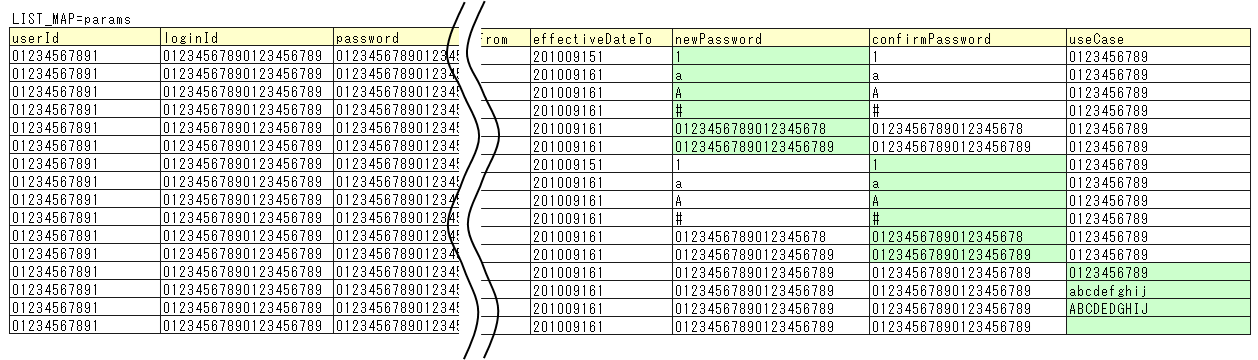 LIST_MAP=params
userId loginId password rom effectiveDateTo newPassword confirmPassword useCase
01234567891 01234567890123456789 0123456789012345 201009151 1 1 0123456789
01234567891 01234567890123456789 0123456789012345 201009161 a a 0123456789
01234567891 01234567890123456789 0123456789012345 201009161 A A 0123456789
01234567891 01234567890123456789 0123456789012345 201009161 # # 0123456789
01234567891 01234567890123456789 0123456789012345 201009161 0123456789012345678 0123456789012345678 0123456789
01234567891 01234567890123456789 0123456789012345 201009161 01234567890123456789 01234567890123456789 0123456789
01234567891 01234567890123456789 0123456789012345 201009151 1 1 0123456789
01234567891 01234567890123456789 0123456789012345 201009161 a a 0123456789
01234567891 01234567890123456789 0123456789012345 201009161 A A 0123456789
01234567891 01234567890123456789 0123456789012345 201009161 # # 0123456789
01234567891 01234567890123456789 0123456789012345 201009161 0123456789012345678 0123456789012345678 0123456789
01234567891 01234567890123456789 0123456789012345 201009161 01234567890123456789 01234567890123456789 0123456789
01234567891 01234567890123456789 0123456789012345 201009161 01234567890123456789 01234567890123456789 0123456789
01234567891 01234567890123456789 0123456789012345 201009161 01234567890123456789 01234567890123456789 abcdefghij
01234567891 01234567890123456789 0123456789012345 201009161 01234567890123456789 01234567890123456789 ABCDEDGHIJ
01234567891 01234567890123456789 0123456789012345 201009161 01234567890123456789 01234567890123456789